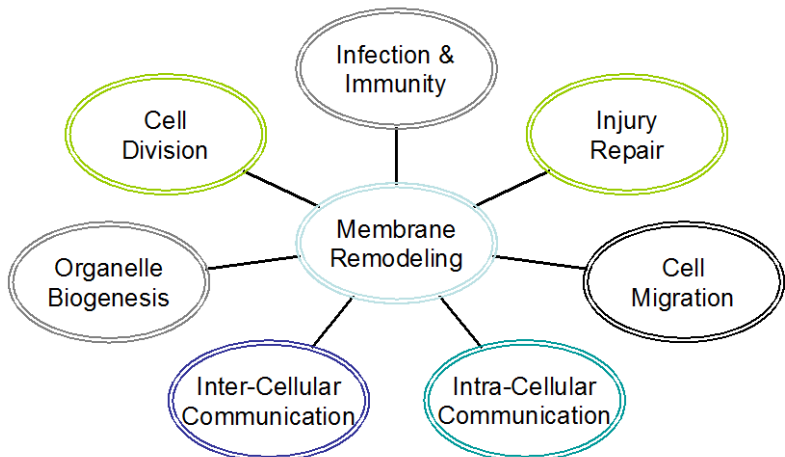 Infection &
Immunity
Cell
Division
Injury
Repair
Membrane
Remodeling
Organelle
Biogenesis
Cell
Migration
Inter-Cellular
Communication
Intra-Cellular
Communication